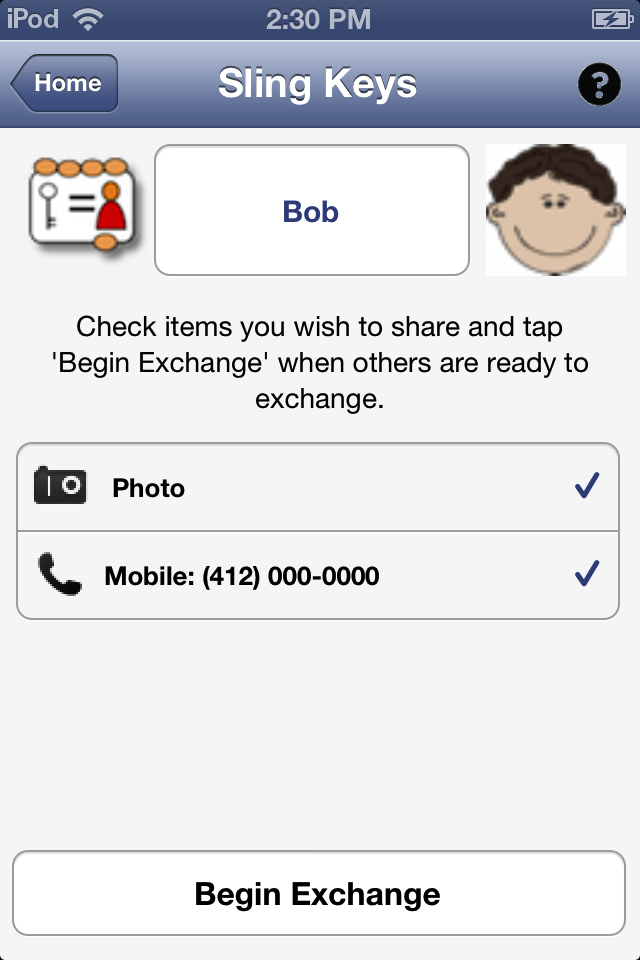 iPod 2:30 PM
Home Sling Keys ?
Bob
Check items you wish to share and tap
'Begin Exchange' when others are ready to
exchange.
Photo
Mobile: (412) 000-0000
Begin Exchange